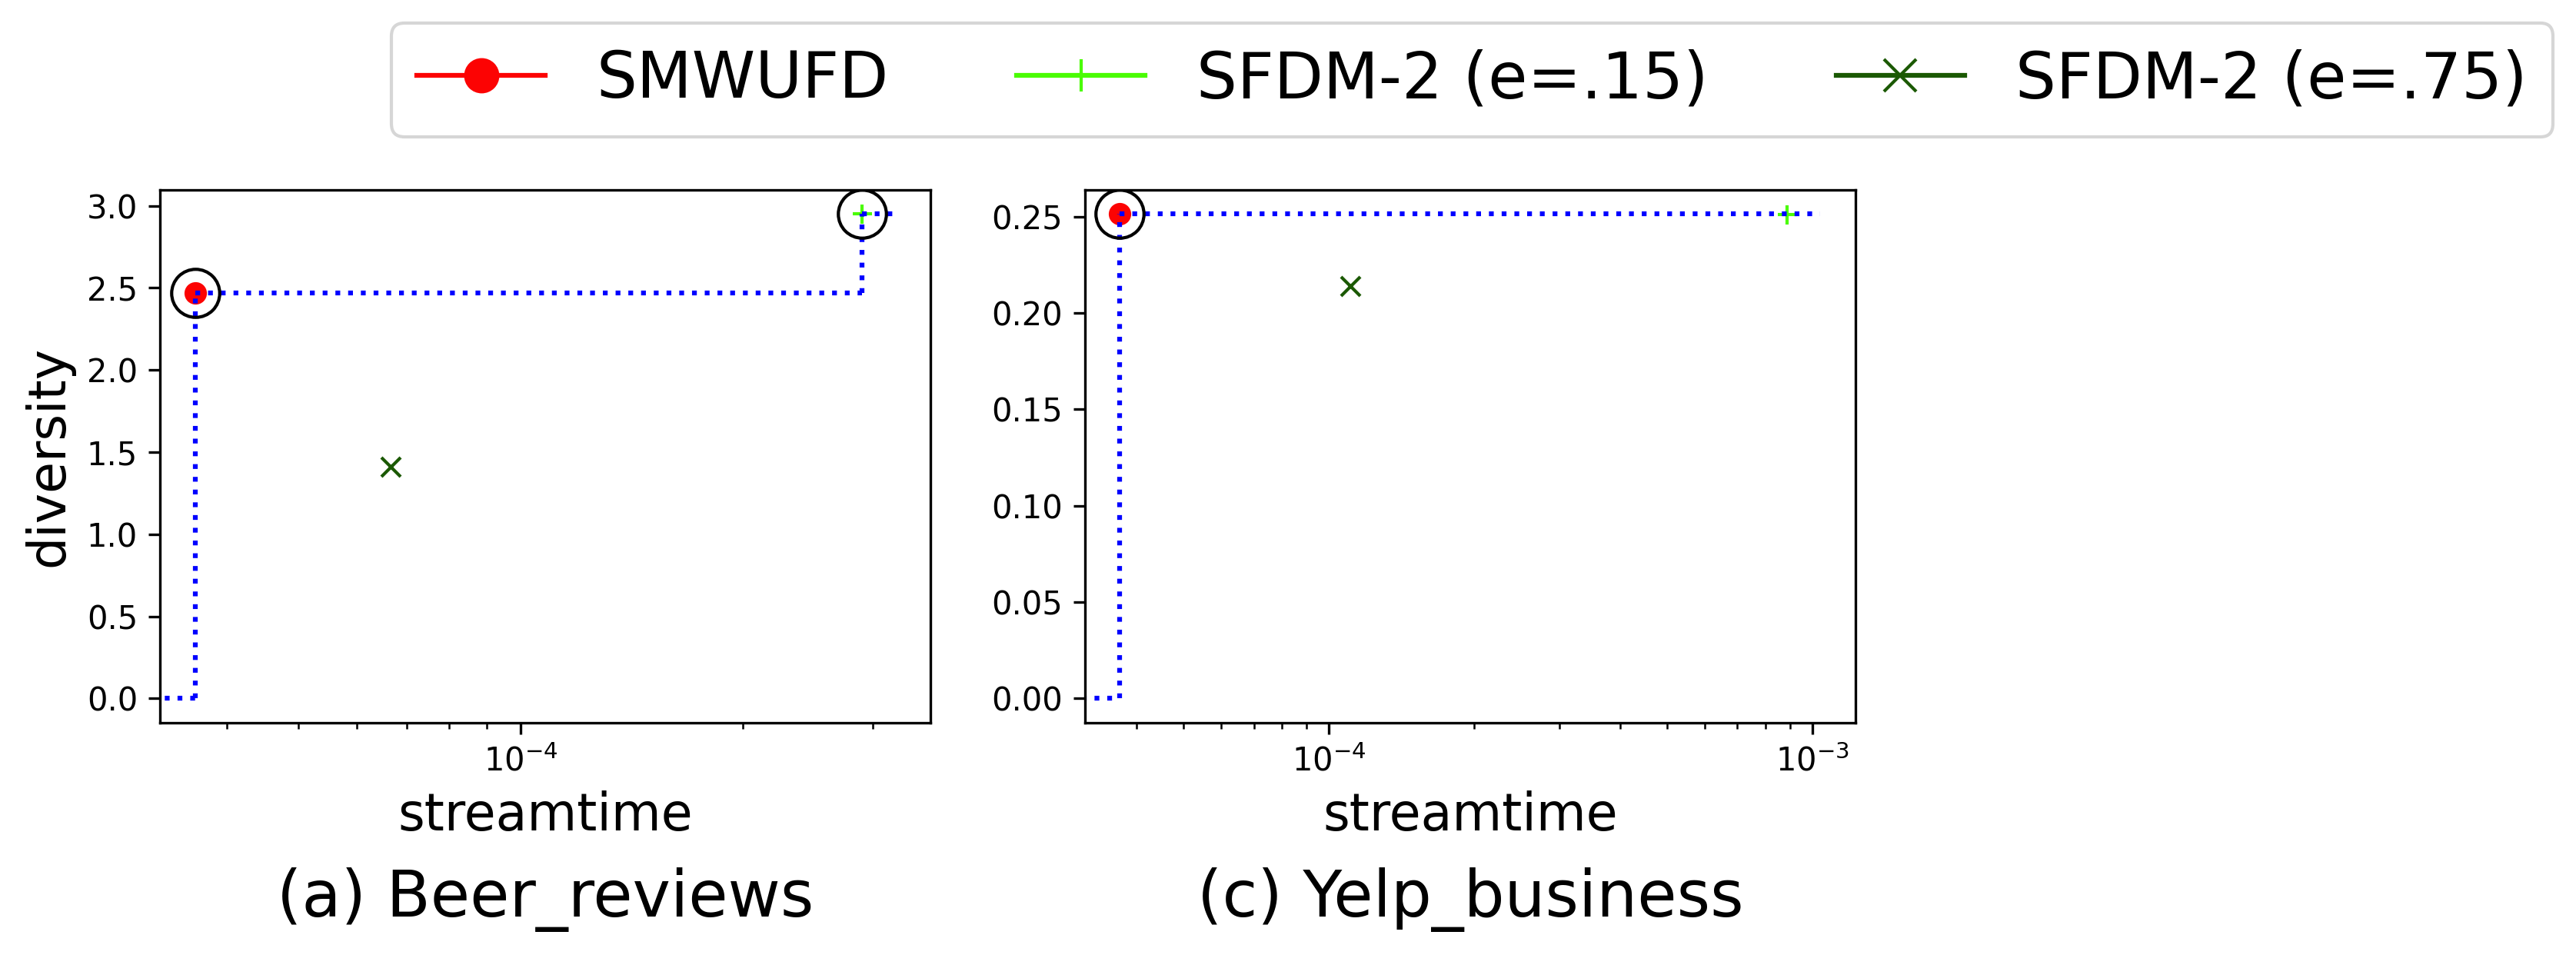 SMWUFD SFDM-2 (e=.15) SFDM-2 (e=.75)
diversity
3.0
2.5
2.0
1.5
1.0
0.5
0.0
10⁻⁴
streamtime
(a) Beer_reviews
0.25
0.20
0.15
0.10
0.05
0.00
10⁻⁴ 10⁻³
streamtime
(c) Yelp_business